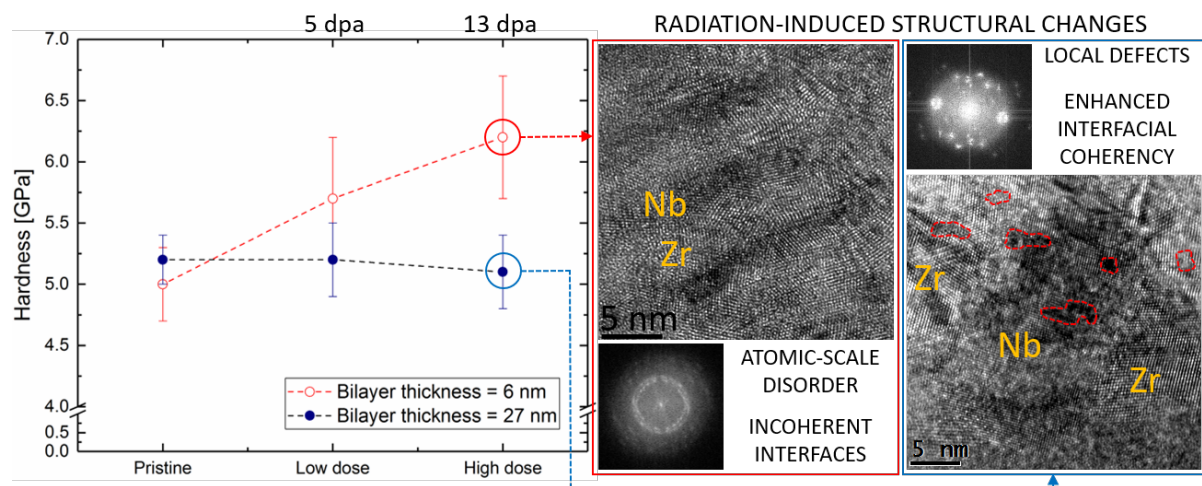 5 dpa
13 dpa
7.0
6.5
6.0
5.5
5.0
4.5
4.0
0.5
0.0
Hardness [GPa]
Bilayer thickness = 6 nm
Bilayer thickness = 27 nm
Pristine
Low dose
High dose
RADIATION-INDUCED STRUCTURAL CHANGES
Nb
Zr
5 nm
ATOMIC-SCALE
DISORDER
INCOHERENT
INTERFACES
LOCAL DEFECTS
ENHANCED
INTERFACIAL
COHERENCY
Zr
Nb
Zr
5 nm